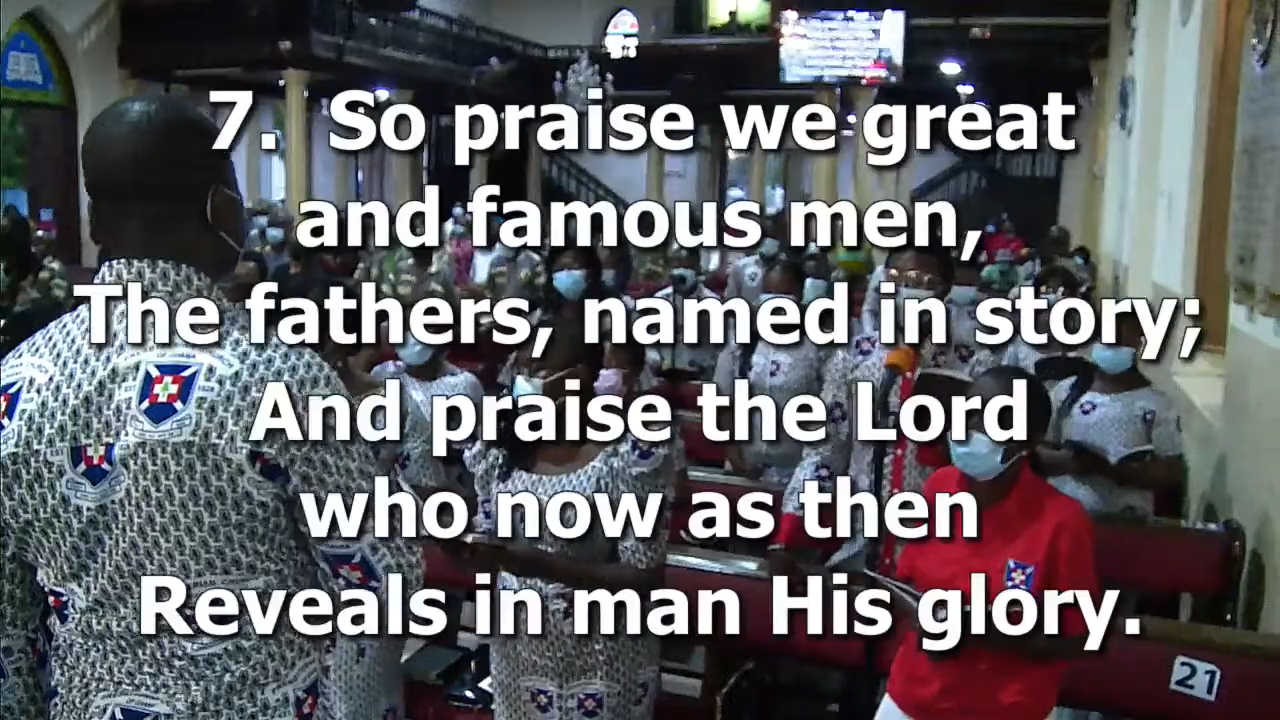 7. So praise we great
and famous men,
The fathers, named in story;
And praise the Lord
who now as then
Reveals in man His glory.
21